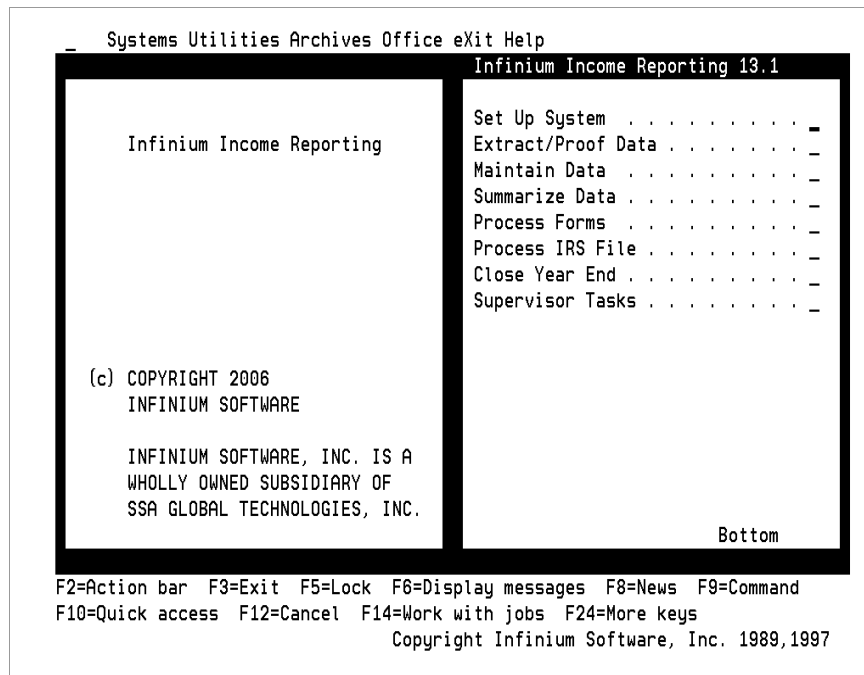 _ Systems Utilities Archives Office eXit Help
Infinium Income Reporting 13.1
Infinium Income Reporting
(c) COPYRIGHT 2006
INFINIUM SOFTWARE
INFINIUM SOFTWARE, INC. IS A
WHOLLY OWNED SUBSIDIARY OF
SSA GLOBAL TECHNOLOGIES, INC.
Set Up System . . . . . . . . . _
Extract/Proof Data . . . . . . . _
Maintain Data . . . . . . . . . _
Summarize Data . . . . . . . . . _
Process Forms . . . . . . . . . _
Process IRS File . . . . . . . . _
Close Year End . . . . . . . . . _
Supervisor Tasks . . . . . . . . _
Bottom
F2=Action bar F3=Exit F5=Lock F6=Display messages F8=News F9=Command
F10=Quick access F12=Cancel F14=Work with jobs F24=More keys
Copyright Infinium Software, Inc. 1989,1997